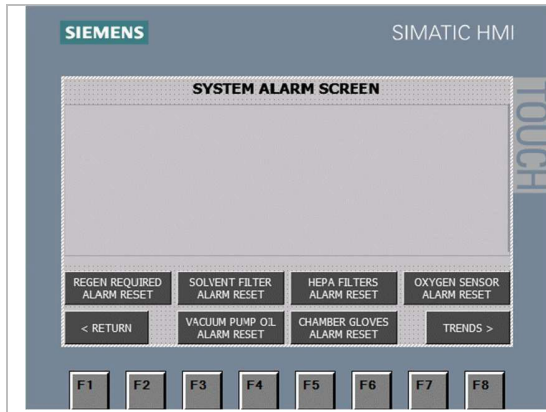 SIEMENS
SIMATIC HMI
TOUCH
SYSTEM ALARM SCREEN
REGEN REQUIRED
ALARM RESET
SOLVENT FILTER
ALARM RESET
HEPA FILTERS
ALARM RESET
OXYGEN SENSOR
ALARM RESET
< RETURN
VACUUM PUMP OIL
ALARM RESET
CHAMBER GLOVES
ALARM RESET
TRENDS >
F1
F2
F3
F4
F5
F6
F7
F8